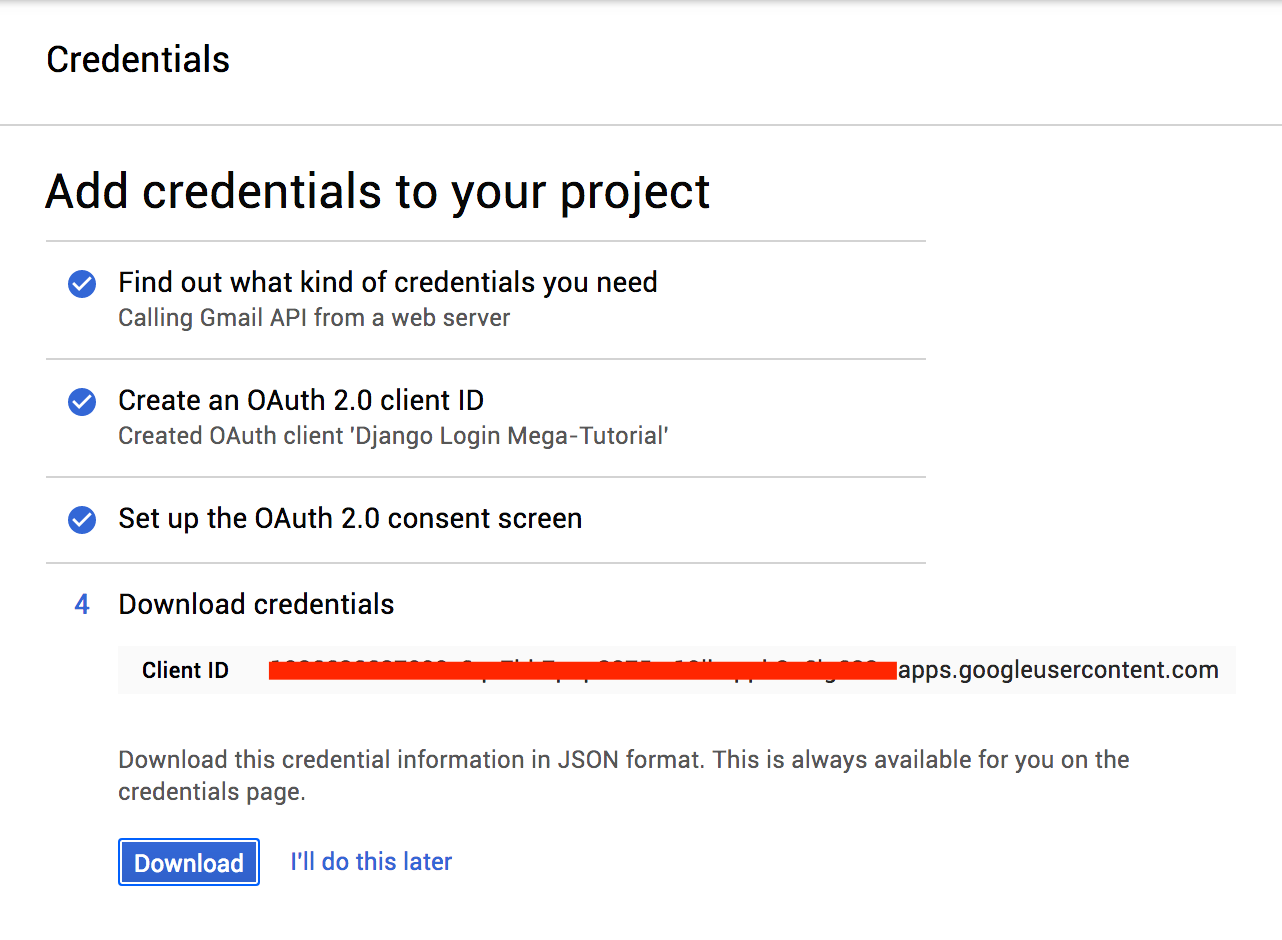 Credentials
Add credentials to your project
Find out what kind of credentials you need
Calling Gmail API from a web server
Create an OAuth 2.0 client ID
Created OAuth client 'Django Login Mega-Tutorial'
Set up the OAuth 2.0 consent screen
4 Download credentials
Client ID apps.googleusercontent.com
Download this credential information in JSON format. This is always available for you on the
credentials page.
Download I'll do this later